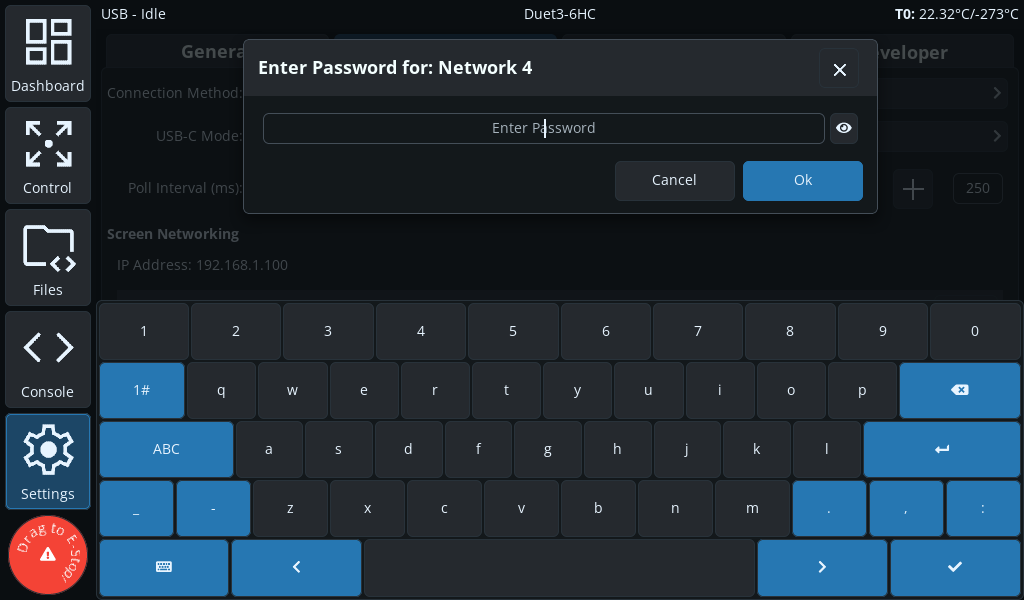 USB - Idle
Duet3-6HC
T0: 22.32°C/-273°C
Dashboard
Control
Files
Console
Settings
Drag to E-Stop!
Enter Password for: Network 4
Enter Password
Cancel
Ok
Connection Method:
USB-C Mode:
Poll Interval (ms):
250
Screen Networking
IP Address: 192.168.1.100
1 2 3 4 5 6 7 8 9 0
1# q w e r t y u i o p
ABC a s d f g h j k l
_ - z x c v b n m . , :